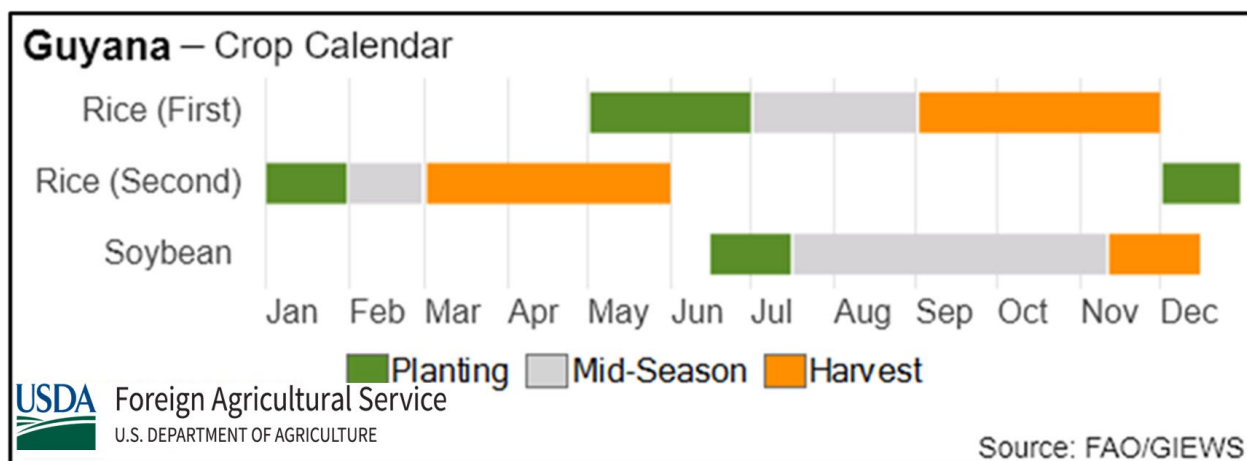 Guyana – Crop Calendar
Rice (First)
Rice (Second)
Soybean
Jan Feb Mar Apr May Jun Jul Aug Sep Oct Nov Dec
Planting Mid-Season Harvest
USDA Foreign Agricultural Service
U.S. DEPARTMENT OF AGRICULTURE
Source: FAO/GIEWS